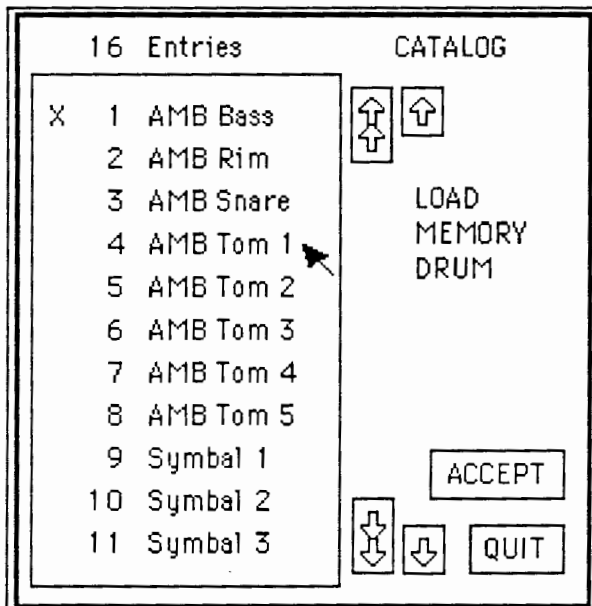 16 Entries
CATALOG
X 1 AMB Bass
2 AMB Rim
3 AMB Snare
4 AMB Tom 1
5 AMB Tom 2
6 AMB Tom 3
7 AMB Tom 4
8 AMB Tom 5
9 Symbal 1
10 Symbal 2
11 Symbal 3
LOAD
MEMORY
DRUM
ACCEPT
QUIT